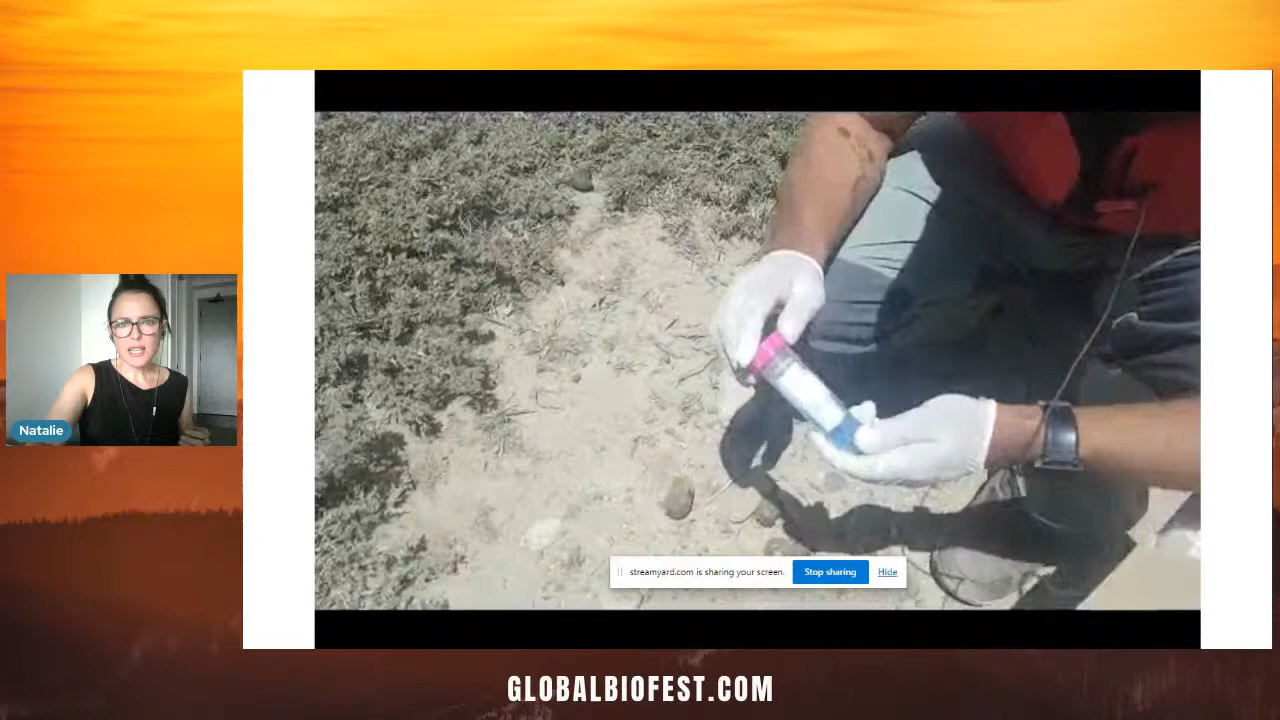 Natalie
streamyard.com is sharing your screen.
Stop sharing
Hide
GLOBALBIOFEST.COM